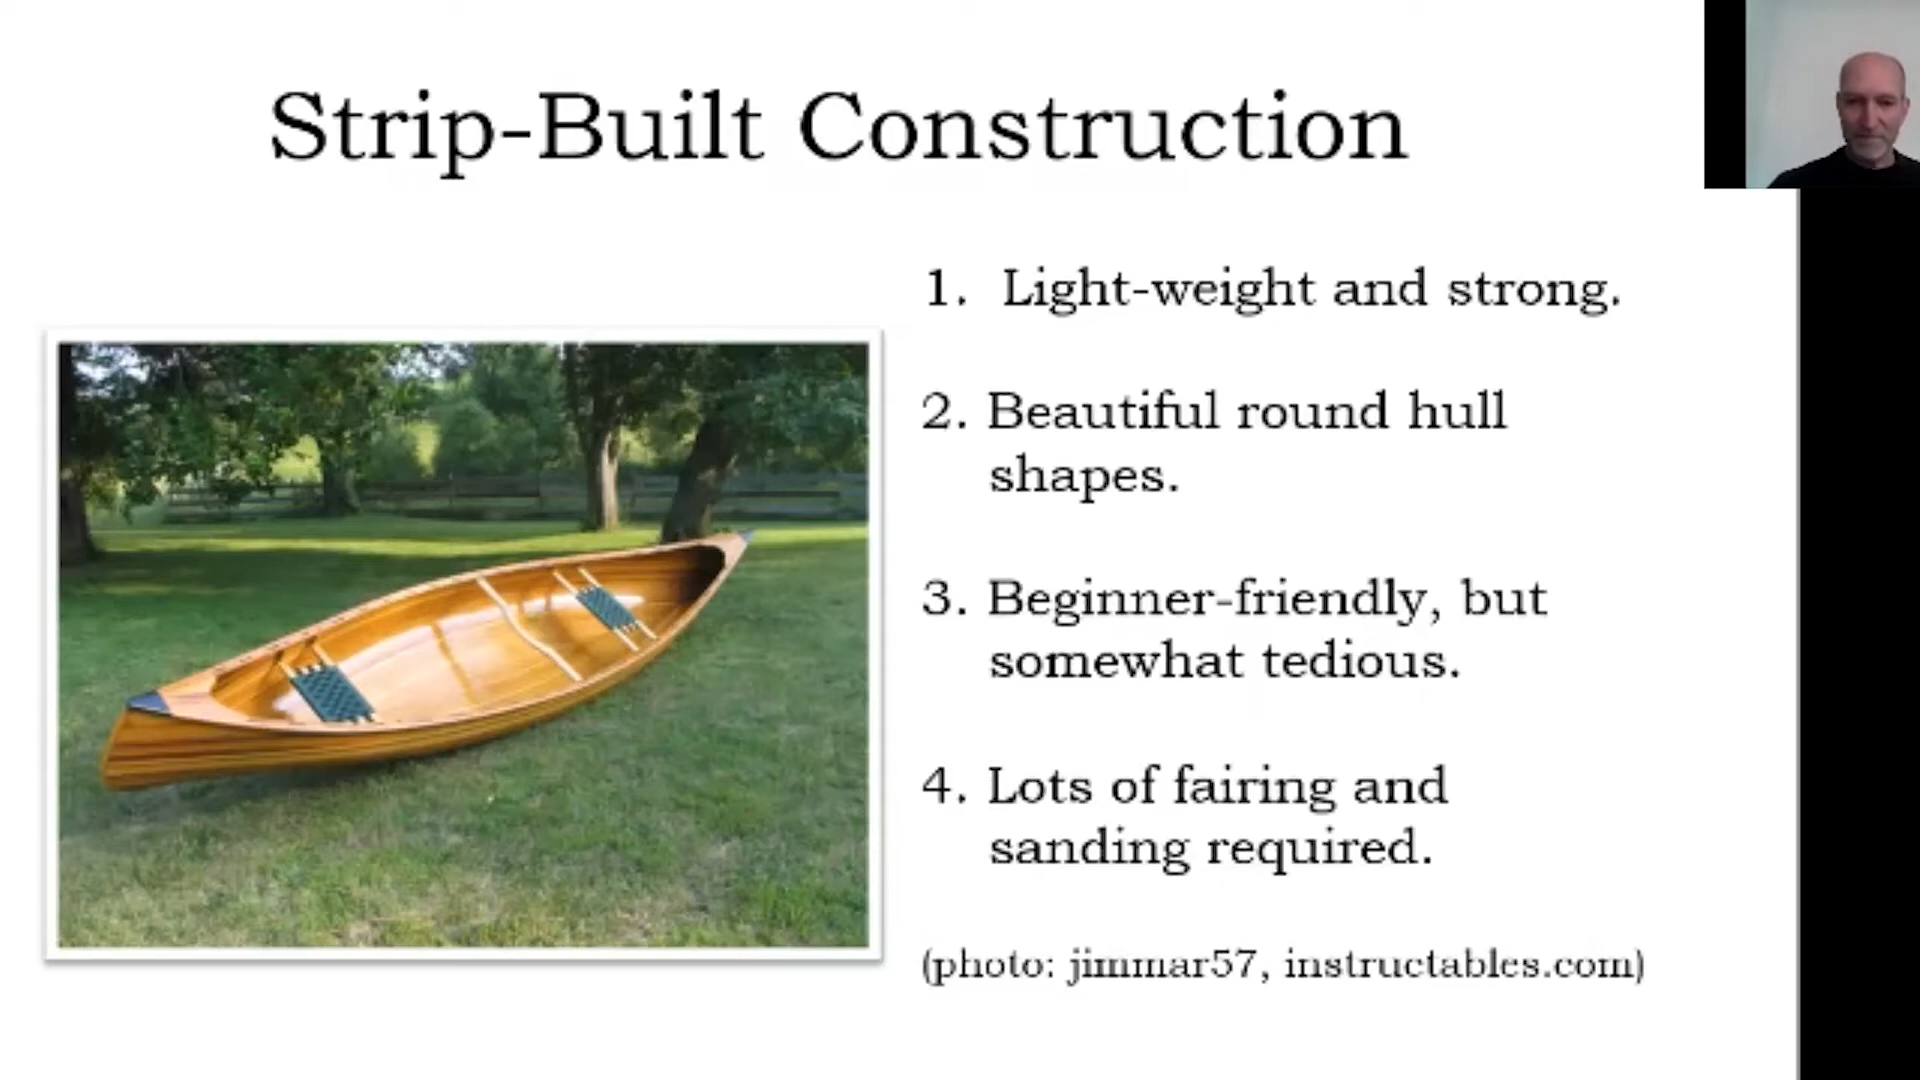 Strip-Built Construction
1. Light-weight and strong.
2. Beautiful round hull
shapes.
3. Beginner-friendly, but
somewhat tedious.
4. Lots of fairing and
sanding required.
(photo: jimmar57, instructables.com)